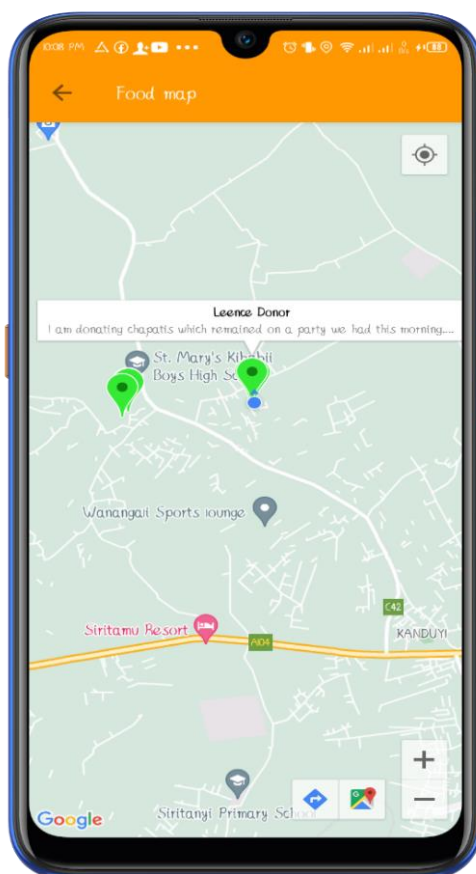 10:08 PM
Food map
Leence Donor
I am donating chapatis which remained on a party we had this morning....
St. Mary's Kibabii
Boys High Sc
Wanangali Sports lounge
C42
Siritamu Resort
A104
KANDUYI
Siritanyi Primary School
Google